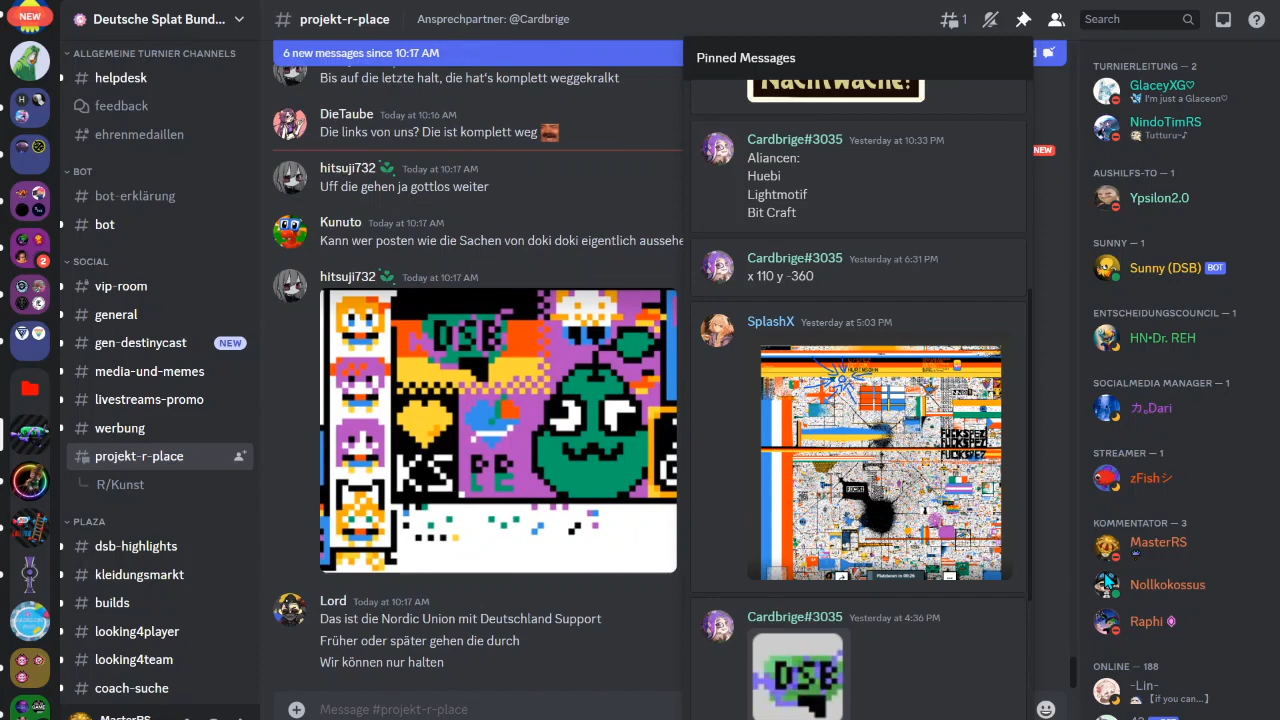 NEW
Deutsche Splat Bund...
projekt-r-place
Ansprechpartner: @Cardbrige
1
Search
ALLGEMEINE TURNIER CHANNELS
helpdesk
feedback
ehrenmedaillen
BOT
bot-erklärung
bot
SOCIAL
vip-room
general
gen-destinycast
NEW
media-und-memes
livestreams-promo
werbung
projekt-r-place
R/Kunst
PLAZA
dsb-highlights
kleidungsmarkt
builds
looking4player
looking4team
coach-suche
MasterRS
2
6 new messages since 10:17 AM
Bis auf die letzte halt, die hat's komplett weggekrallt
DieTaube Today at 10:16 AM
Die links von uns? Die ist komplett weg
NEW
hitsuji732 Today at 10:17 AM
Uff die gehen ja gottlos weiter
Kunuto Today at 10:17 AM
Kann wer posten wie die Sachen von doki doki eigentlich aussehe
hitsuji732 Today at 10:17 AM
DSB
KS
Lord Today at 10:17 AM
Das ist die Nordic Union mit Deutschland Support
Früher oder später gehen die durch
Wir können nur halten
Message #projekt-r-place
Pinned Messages
Nachtwache!
Cardbrige#3035 Yesterday at 10:33 PM
Aliancen:
Huebi
Lightmotif
Bit Craft
Cardbrige#3035 Yesterday at 6:31 PM
x 110 y -360
SplashX Yesterday at 5:03 PM
Cardbrige#3035 Yesterday at 4:36 PM
DSB
TURNIERLEITUNG — 2
GlaceyXG♡
I'm just a Glaceon♡
NindoTimRS
Tutturu~♪
AUSHILFS-TO — 1
Ypsilon2.0
SUNNY — 1
Sunny (DSB) BOT
ENTSCHEIDUNGSCOUNCIL — 1
HN•Dr. REH
SOCIALMEDIA MANAGER — 1
カ。Dari
STREAMER — 1
zFishシ
KOMMENTATOR — 3
MasterRS
Nollkokossus
Raphi
ONLINE — 188
-Lin-
[if you can...]